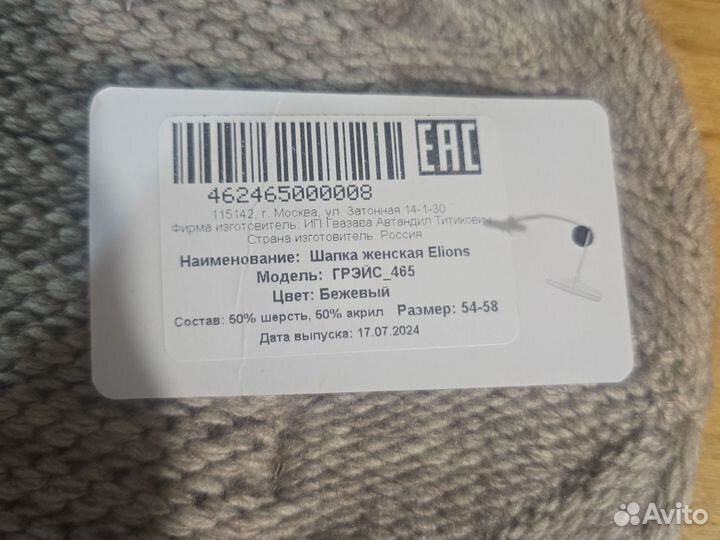 EAC
462465000008
115142, г. Москва, ул. Затонная 14-1-30
Фирма изготовитель: ИП Гвазава Автандил Титикович
Страна изготовитель: Россия
Наименование: Шапка женская Elions
Модель: ГРЭЙС_465
Цвет: Бежевый
Состав: 50% шерсть, 50% акрил Размер: 54-58
Дата выпуска: 17.07.2024
Avito